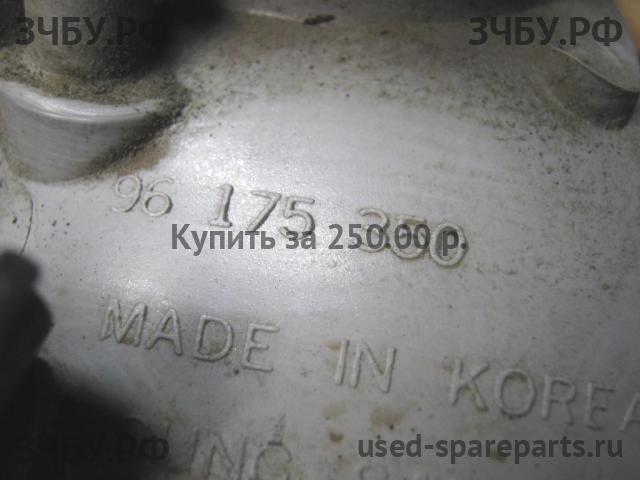 ЗЧБУ.РФ ЗЧБУ.РФ
96 175 350
Купить за 250.00 р.
MADE IN KOREA
ЗЧБУ.РФ
used-spareparts.ru